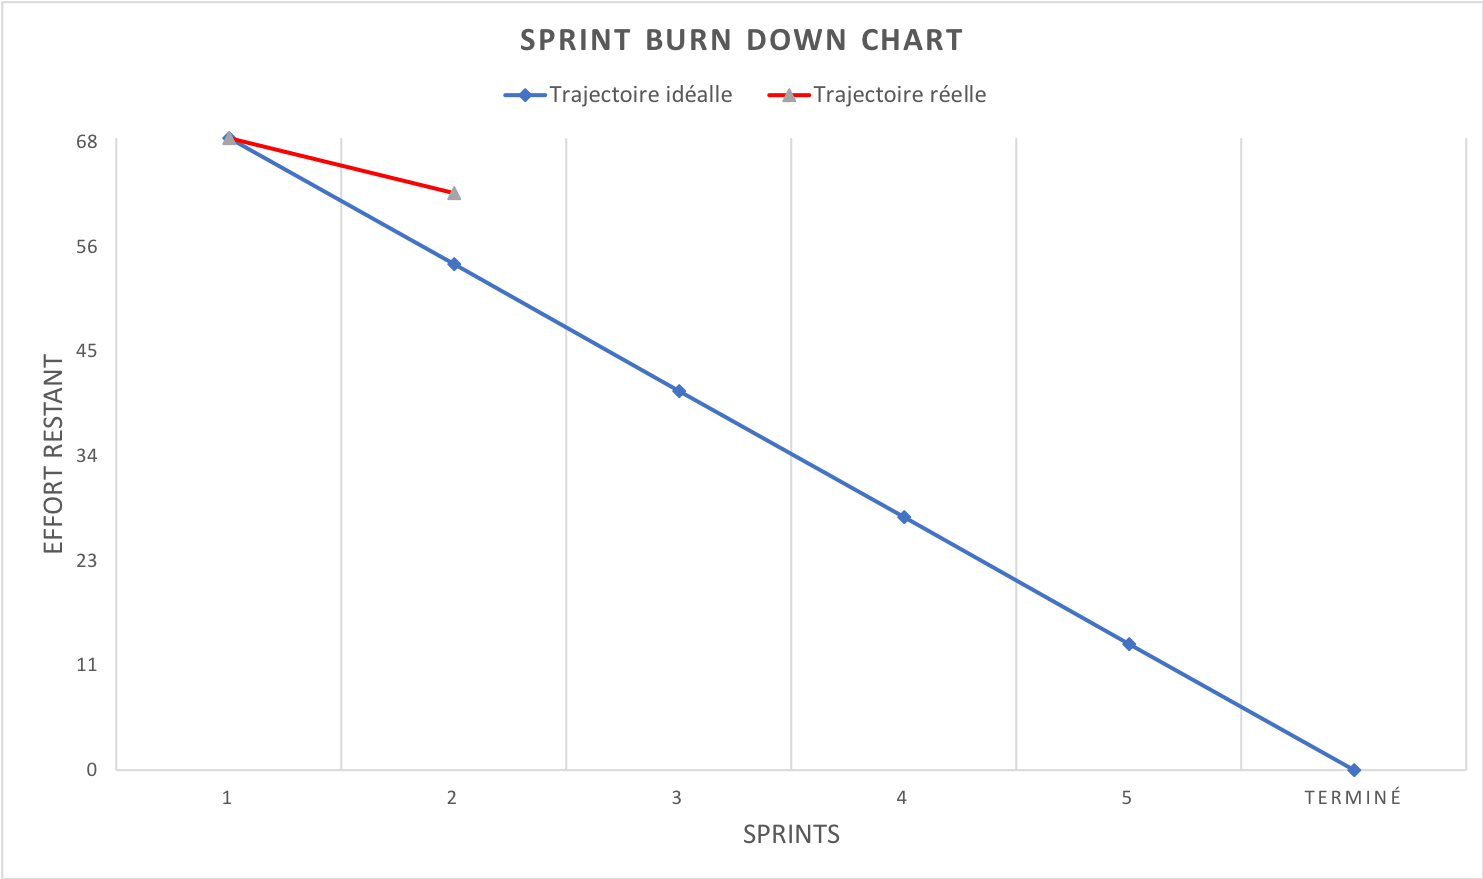 SPRINT BURN DOWN CHART
Trajectoire idéalle
Trajectoire réelle
68
56
45
34
23
11
0
EFFORT RESTANT
1
2
3
4
5
TERMINÉ
SPRINTS